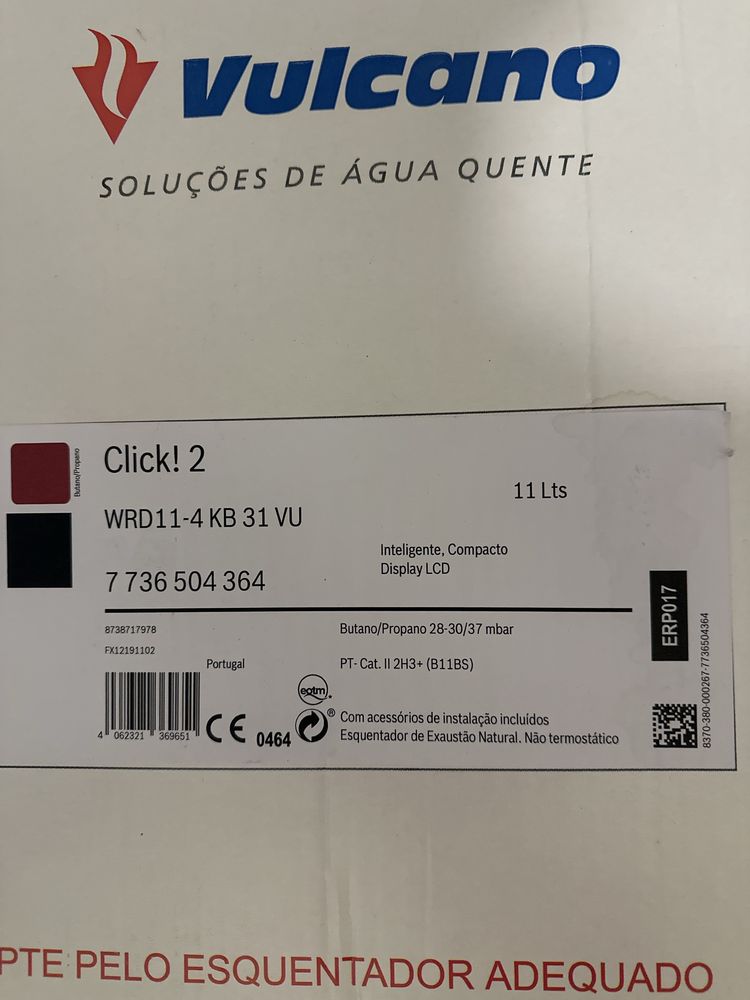 Vulcano
SOLUÇÕES DE ÁGUA QUENTE
Butano/Propano
Click! 2
11 Lts
WRD11-4 KB 31 VU
Inteligente, Compacto
Display LCD
7 736 504 364
ERP017
8738717978
Butano/Propano 28-30/37 mbar
FX12191102
Portugal
PT- Cat. II 2H3+ (B11BS)
eqtm
4 062321 369651
CE 0464
®
Com acessórios de instalação incluídos
Esquentador de Exaustão Natural. Não termostático
8370-380-000267-7736504364
PTE PELO ESQUENTADOR ADEQUADO